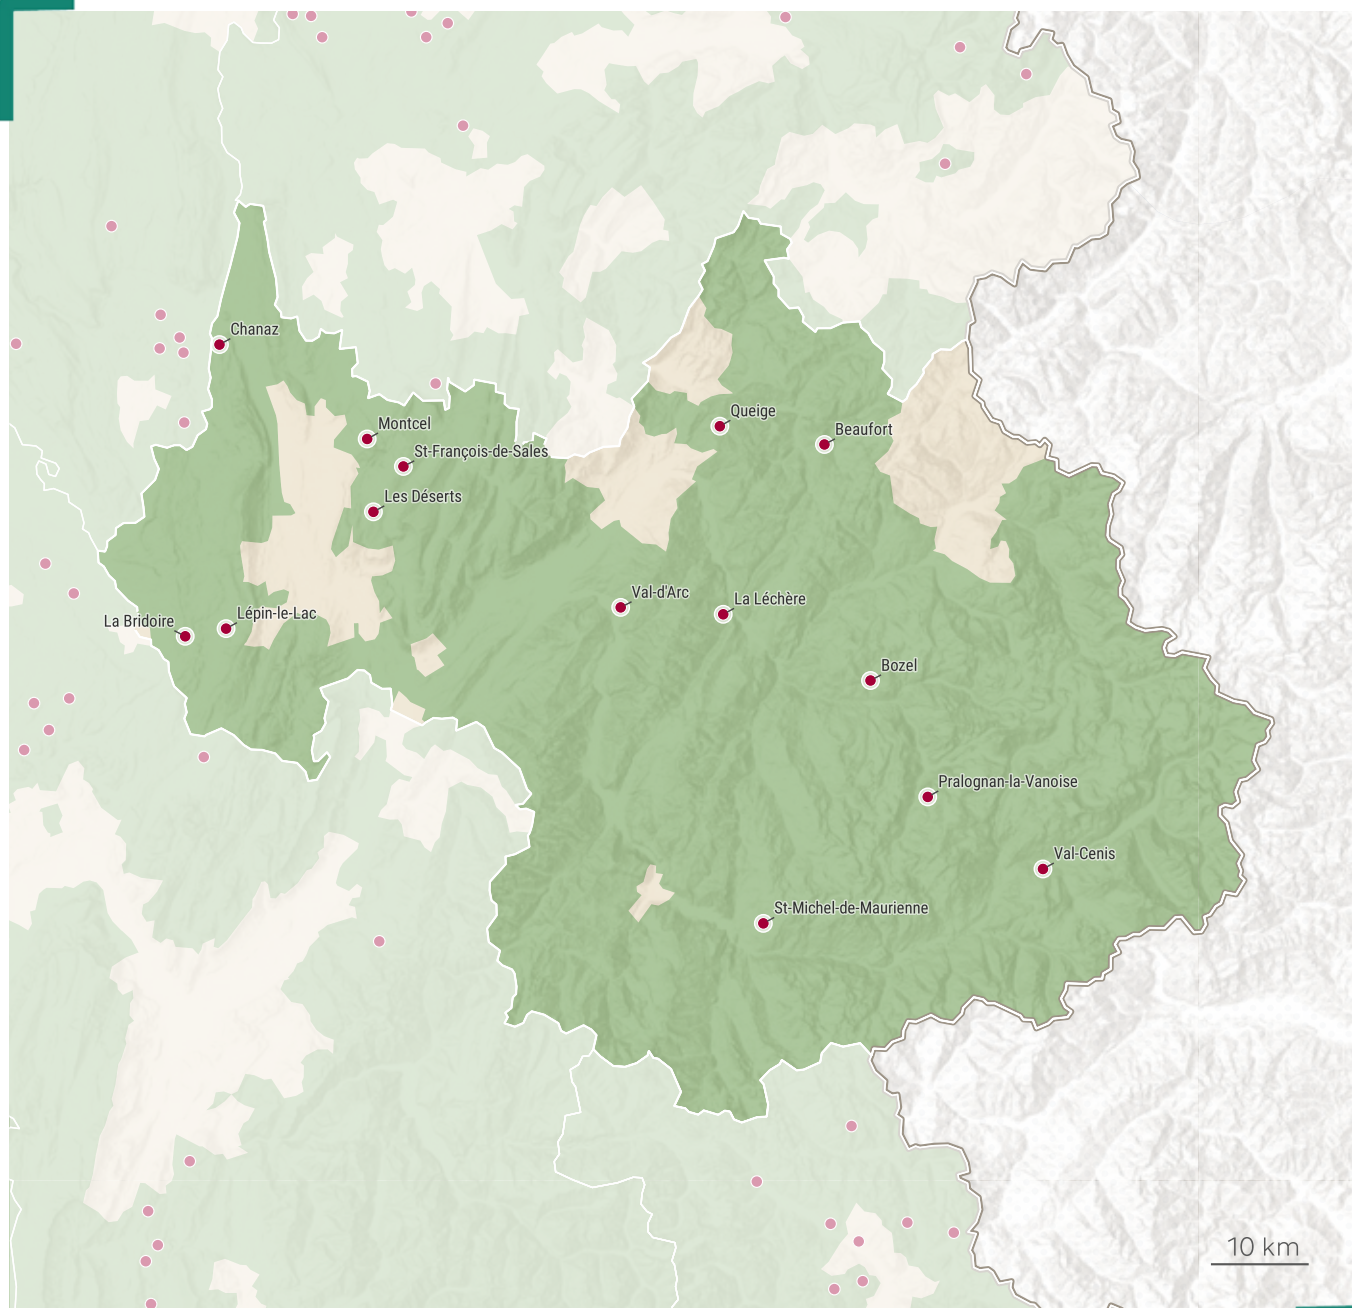 Chanaz
Queige
Montcel
Beaufort
St-François-de-Sales
Les Déserts
Val-d'Arc
La Léchère
Lépin-le-Lac
La Bridoire
Bozel
Pralognan-la-Vanoise
Val-Cenis
St-Michel-de-Maurienne
10 km